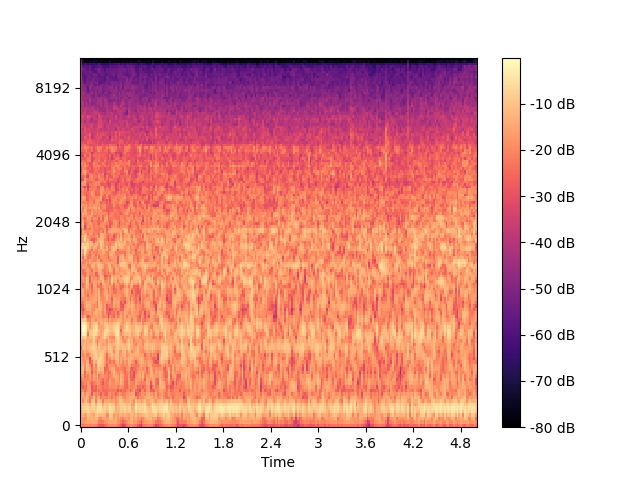 8192
4096
2048
1024
512
0
Hz
0 0.6 1.2 1.8 2.4 3 3.6 4.2 4.8
Time
-10 dB
-20 dB
-30 dB
-40 dB
-50 dB
-60 dB
-70 dB
-80 dB